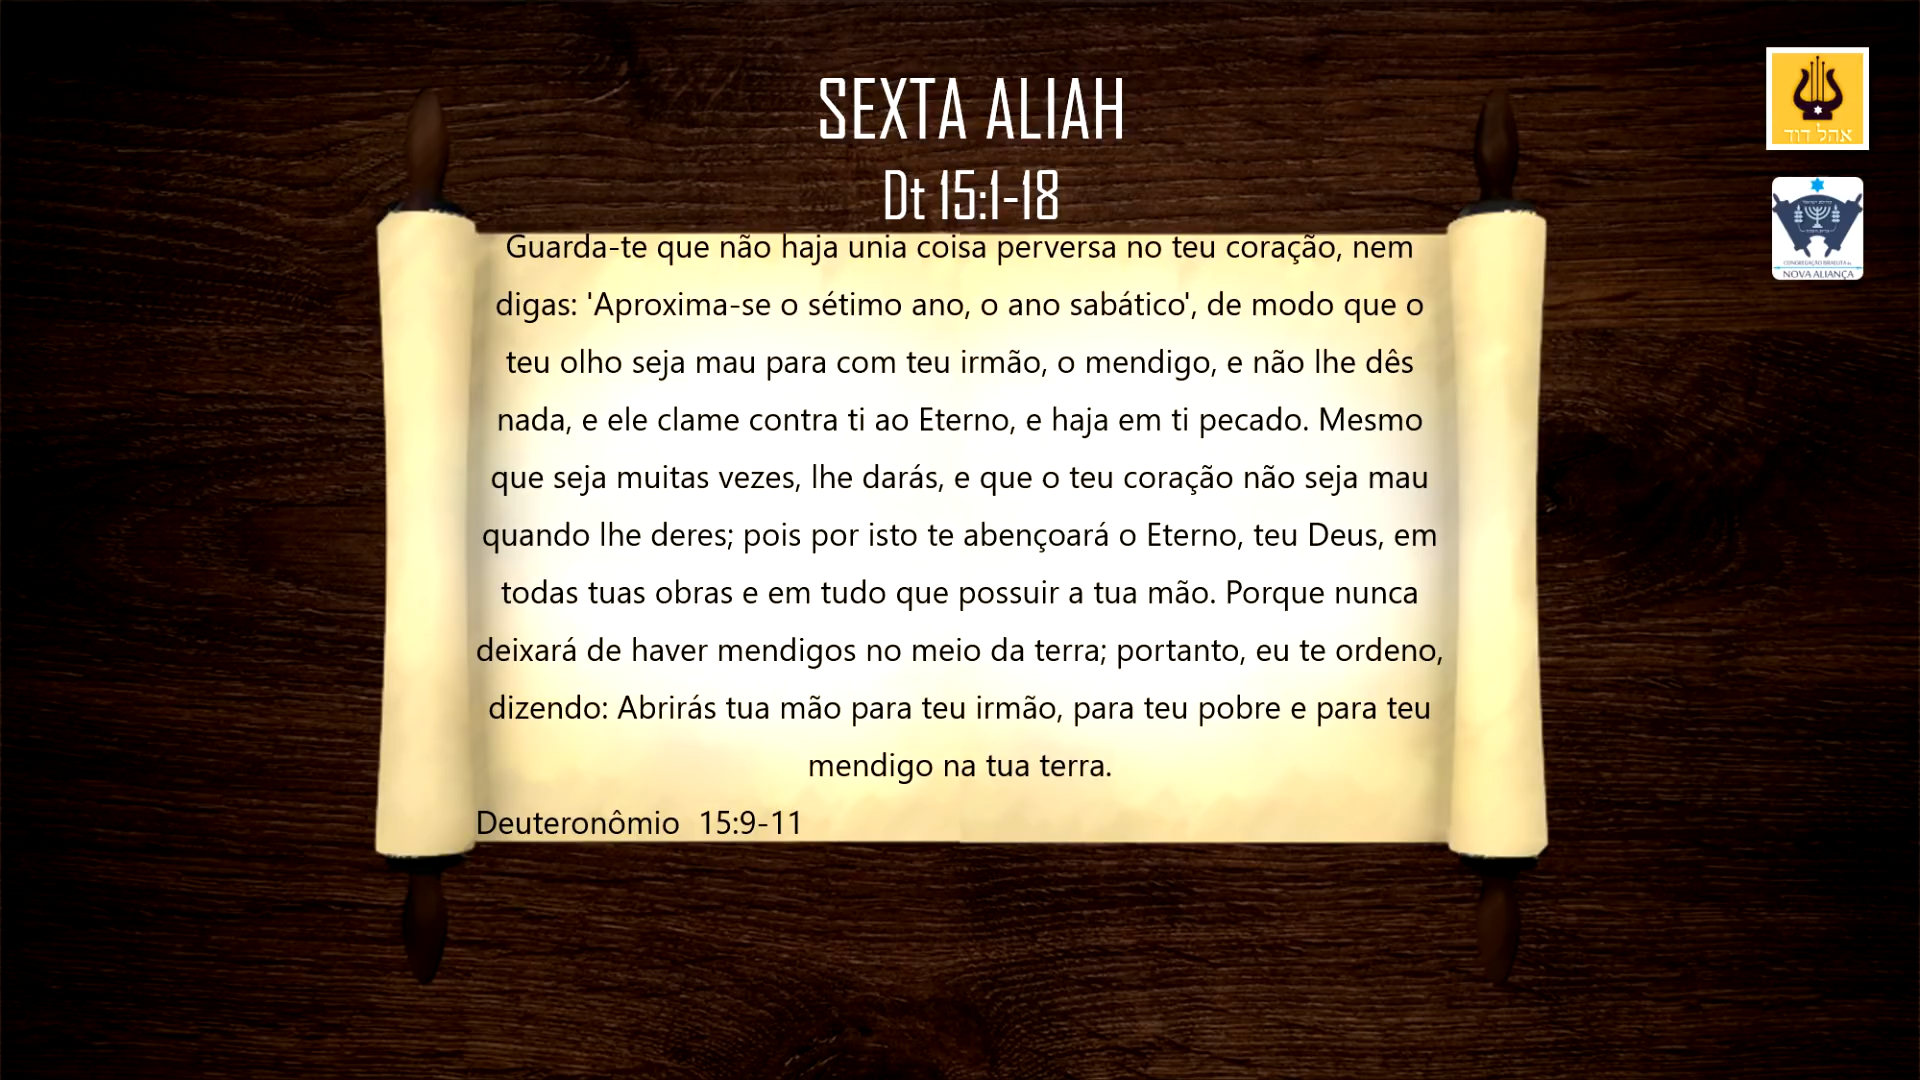 SEXTA ALIAH
Dt 15:1-18
Guarda-te que não haja unia coisa perversa no teu coração, nem
digas: 'Aproxima-se o sétimo ano, o ano sabático', de modo que o
teu olho seja mau para com teu irmão, o mendigo, e não lhe dês
nada, e ele clame contra ti ao Eterno, e haja em ti pecado. Mesmo
que seja muitas vezes, lhe darás, e que o teu coração não seja mau
quando lhe deres; pois por isto te abençoará o Eterno, teu Deus, em
todas tuas obras e em tudo que possuir a tua mão. Porque nunca
deixará de haver mendigos no meio da terra; portanto, eu te ordeno,
dizendo: Abrirás tua mão para teu irmão, para teu pobre e para teu
mendigo na tua terra.
Deuteronômio  15:9-11
אהל דוד
CONGREGAÇÃO ISRAELITA da
NOVA ALIANÇA